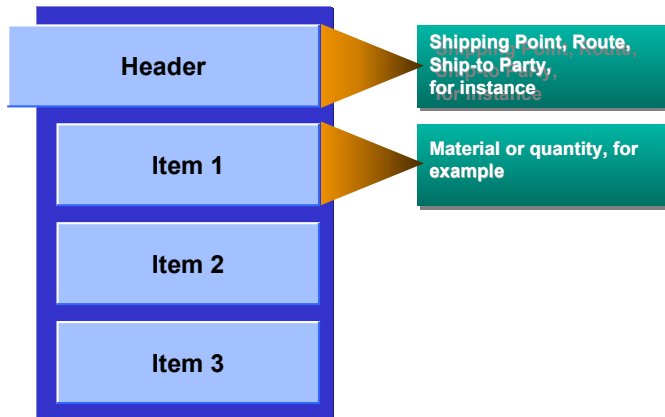 Header
Shipping Point, Route,
Ship-to Party,
for instance
Item 1
Material or quantity, for
example
Item 2
Item 3